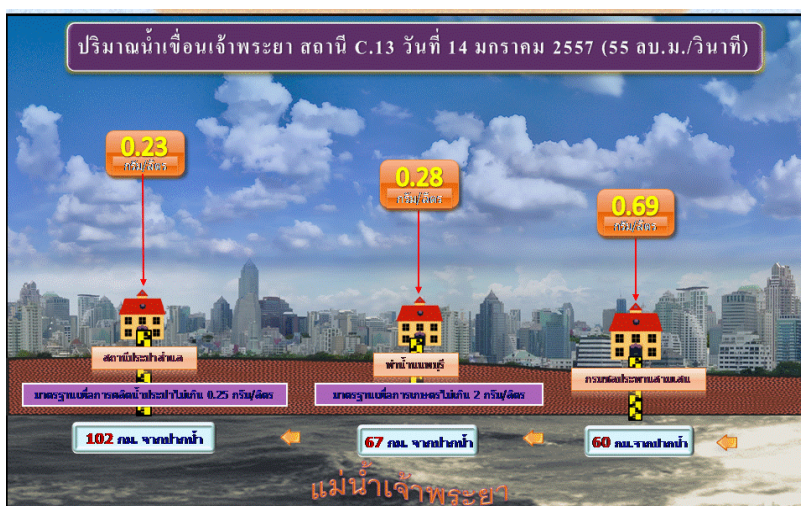 ปริมาณน้ำเขื่อนเจ้าพระยา สถานี C.13 วันที่ 14 มกราคม 2557 (55 ลบ.ม./วินาที)
0.23
กรัม/ลิตร
0.28
กรัม/ลิตร
0.69
กรัม/ลิตร
สถานีประปาสำแล
ท่าน้ำนนทบุรี
กรมชลประทานสามเสน
มาตรฐานเพื่อการผลิตน้ำประปาไม่เกิน 0.25 กรัม/ลิตร
มาตรฐานเพื่อการเกษตรไม่เกิน 2 กรัม/ลิตร
102 กม. จากปากน้ำ
67 กม. จากปากน้ำ
60 กม.จากปากน้ำ
แม่น้ำเจ้าพระยา